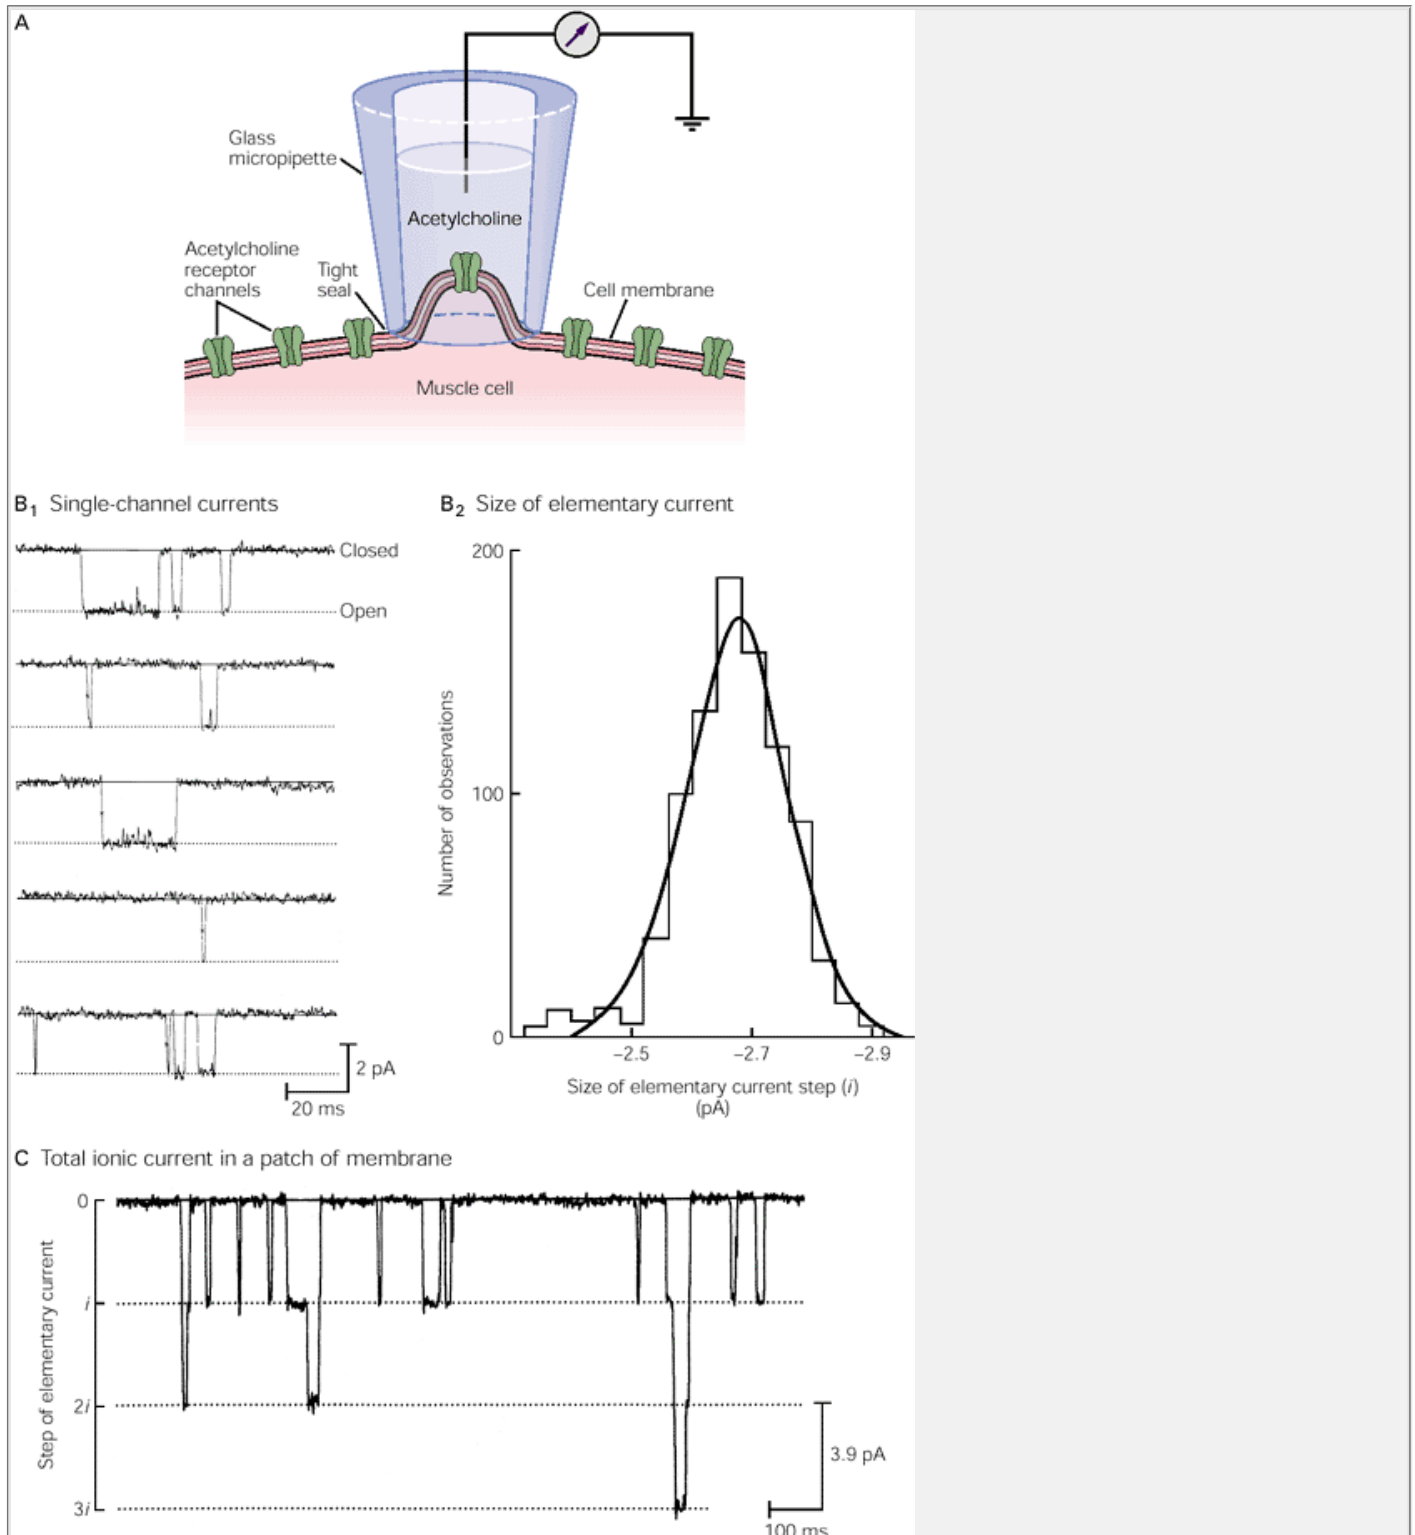 A
Glass
micropipette
Acetylcholine
Acetylcholine
receptor
channels
Tight
seal
Cell membrane
Muscle cell
B1 Single-channel currents
B2 Size of elementary current
Closed
Open
2 pA
20 ms
200
100
0
Number of observations
−2.5
−2.7
−2.9
Size of elementary current step (i)
(pA)
C Total ionic current in a patch of membrane
0
i
2i
3i
Step of elementary current
3.9 pA
100 ms